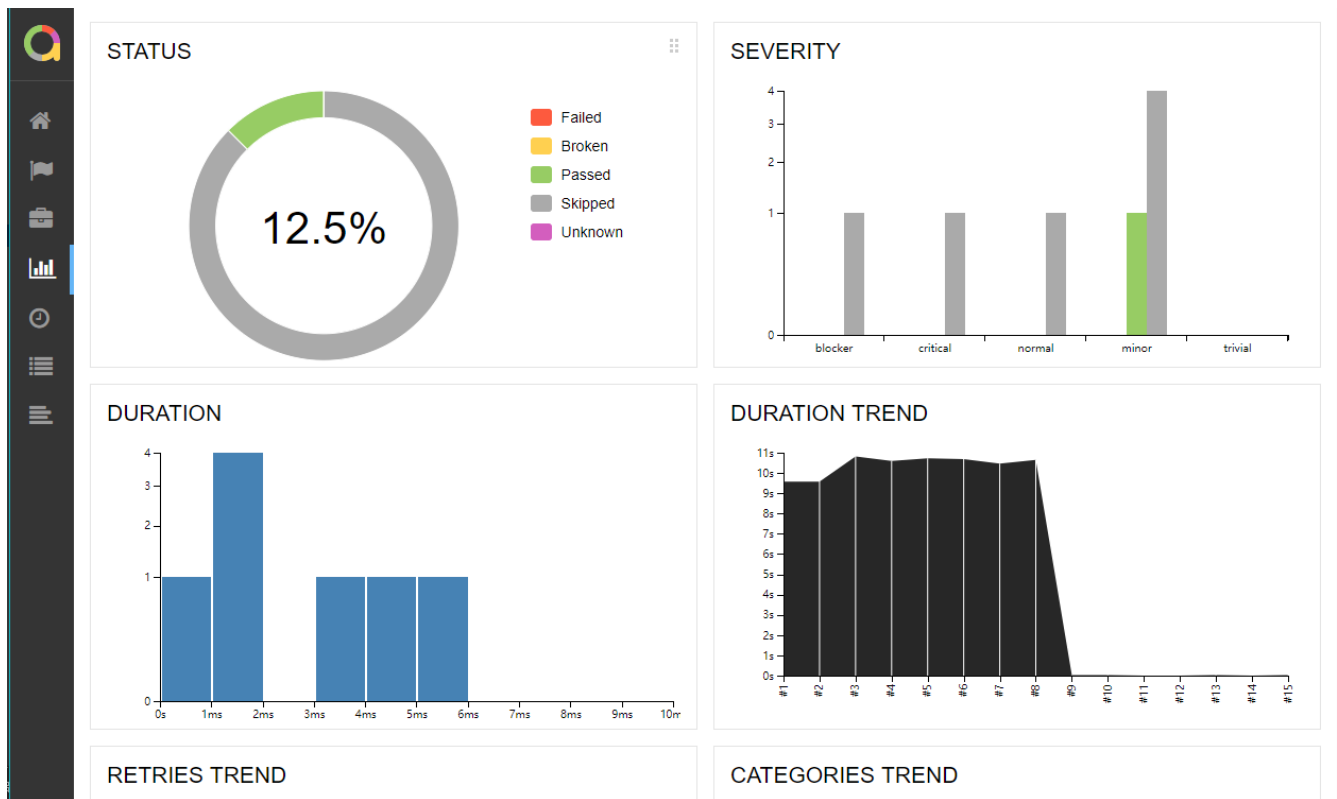 STATUS
12.5%
Failed
Broken
Passed
Skipped
Unknown
SEVERITY
4
3
2
1
0
blocker critical normal minor trivial
DURATION
4
3
2
1
0
0s 1ms 2ms 3ms 4ms 5ms 6ms 7ms 8ms 9ms 10m
DURATION TREND
11s
10s
9s
8s
7s
6s
5s
4s
3s
2s
1s
0s
#1 #2 #3 #4 #5 #6 #7 #8 #9 #10 #11 #12 #13 #14 #15
RETRIES TREND
CATEGORIES TREND